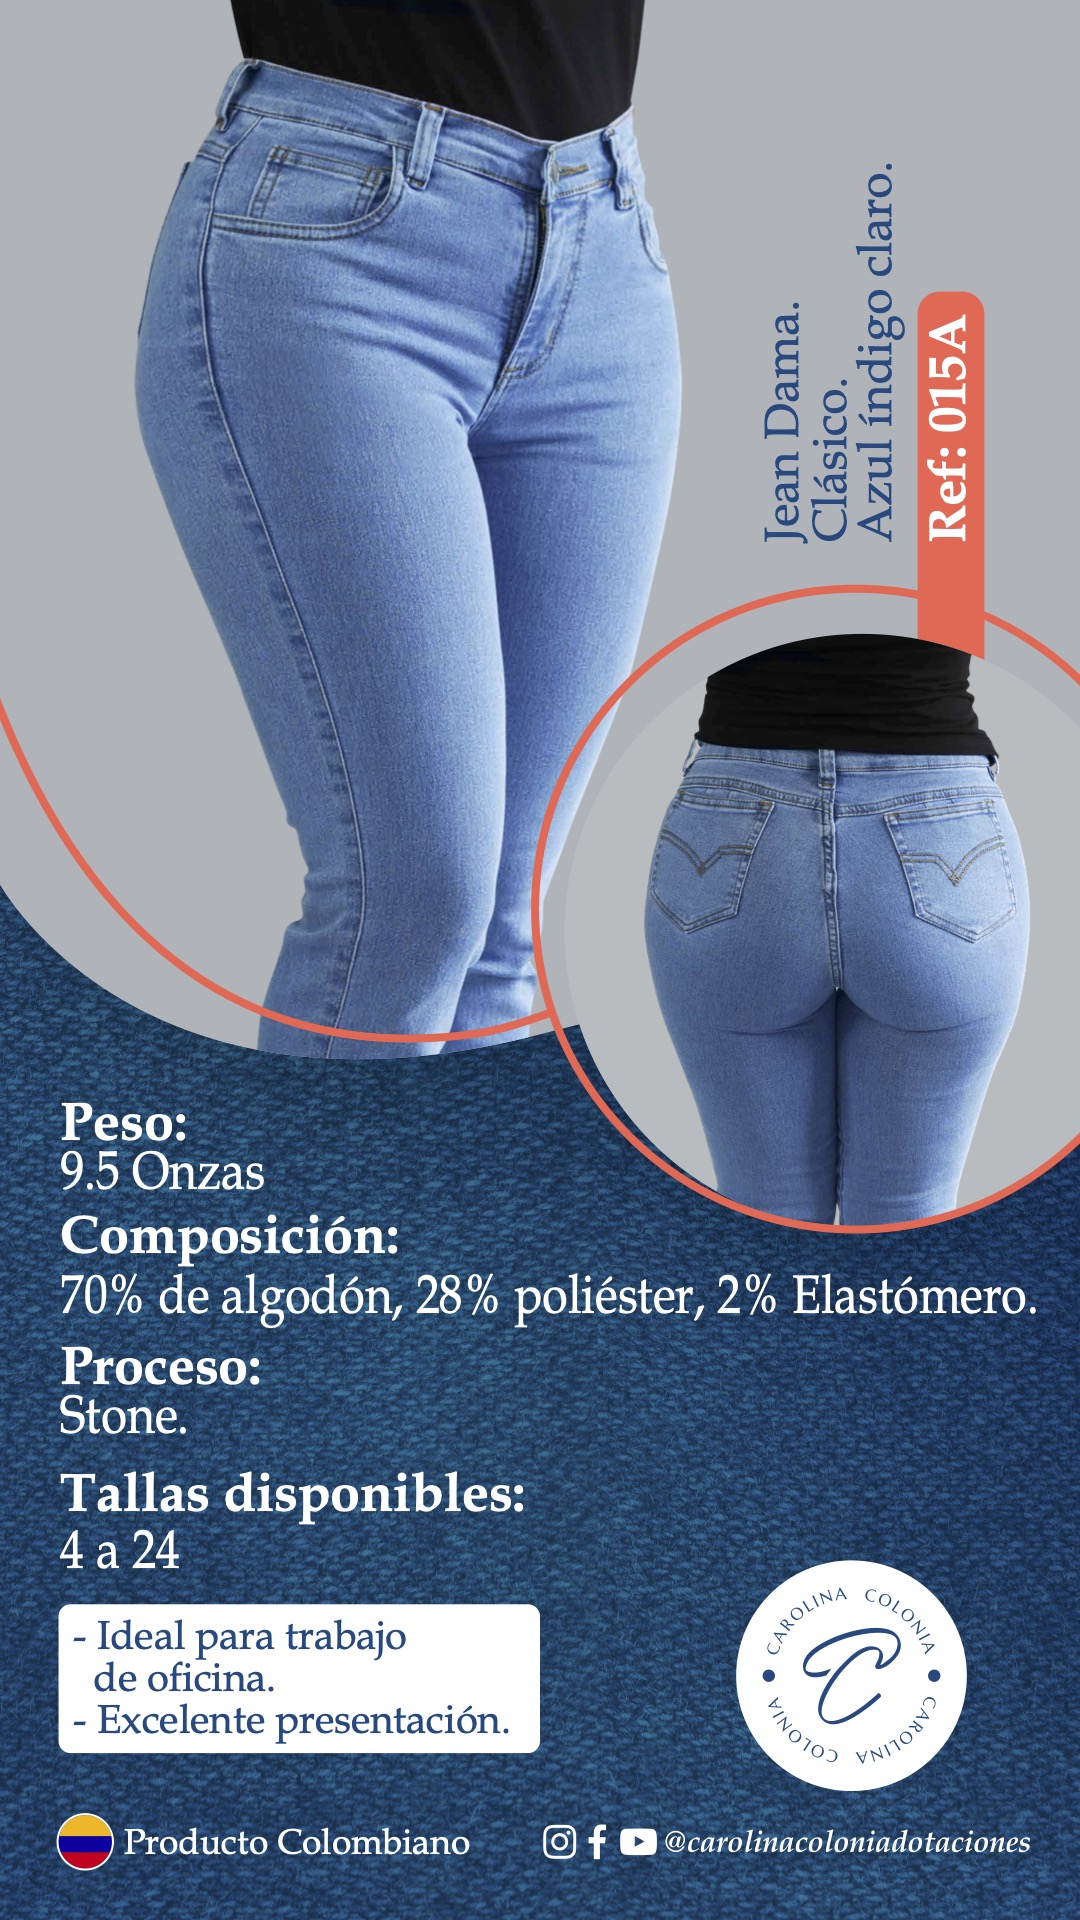 Jean Dama.
Clásico.
Azul índigo claro.
Ref: 015A
Peso:
9.5 Onzas
Composición:
70% de algodón, 28% poliéster, 2% Elastómero.
Proceso:
Stone.
Tallas disponibles:
4 a 24
- Ideal para trabajo
de oficina.
- Excelente presentación.
CAROLINA COLONIA
C
CAROLINA COLONIA
Producto Colombiano
@carolinacoloniadotaciones